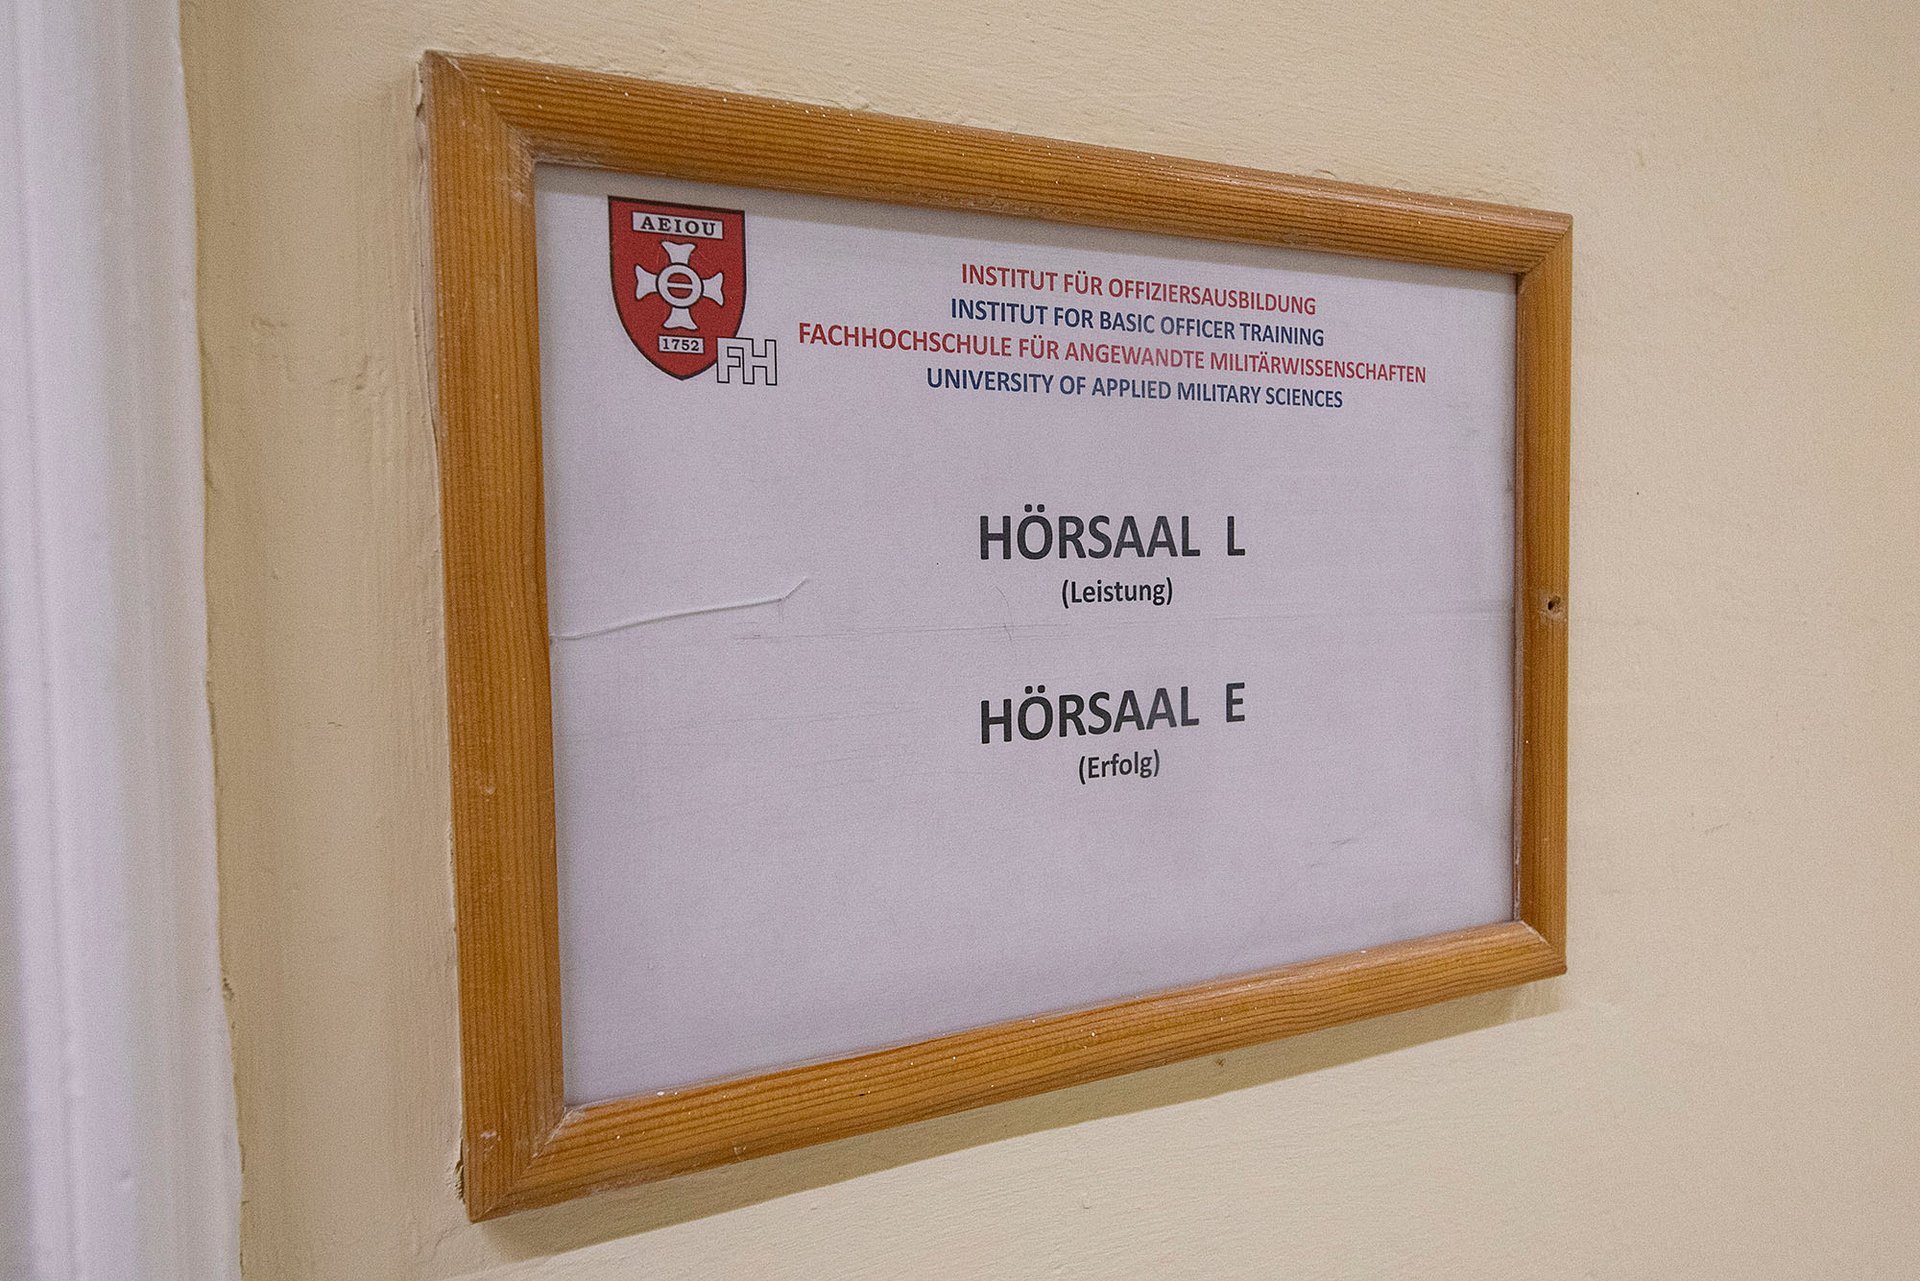 AEIOU
1752
FH
INSTITUT FÜR OFFIZIERSAUSBILDUNG
INSTITUT FOR BASIC OFFICER TRAINING
FACHHOCHSCHULE FÜR ANGEWANDTE MILITÄRWISSENSCHAFTEN
UNIVERSITY OF APPLIED MILITARY SCIENCES
HÖRSAAL L
(Leistung)
HÖRSAAL E
(Erfolg)